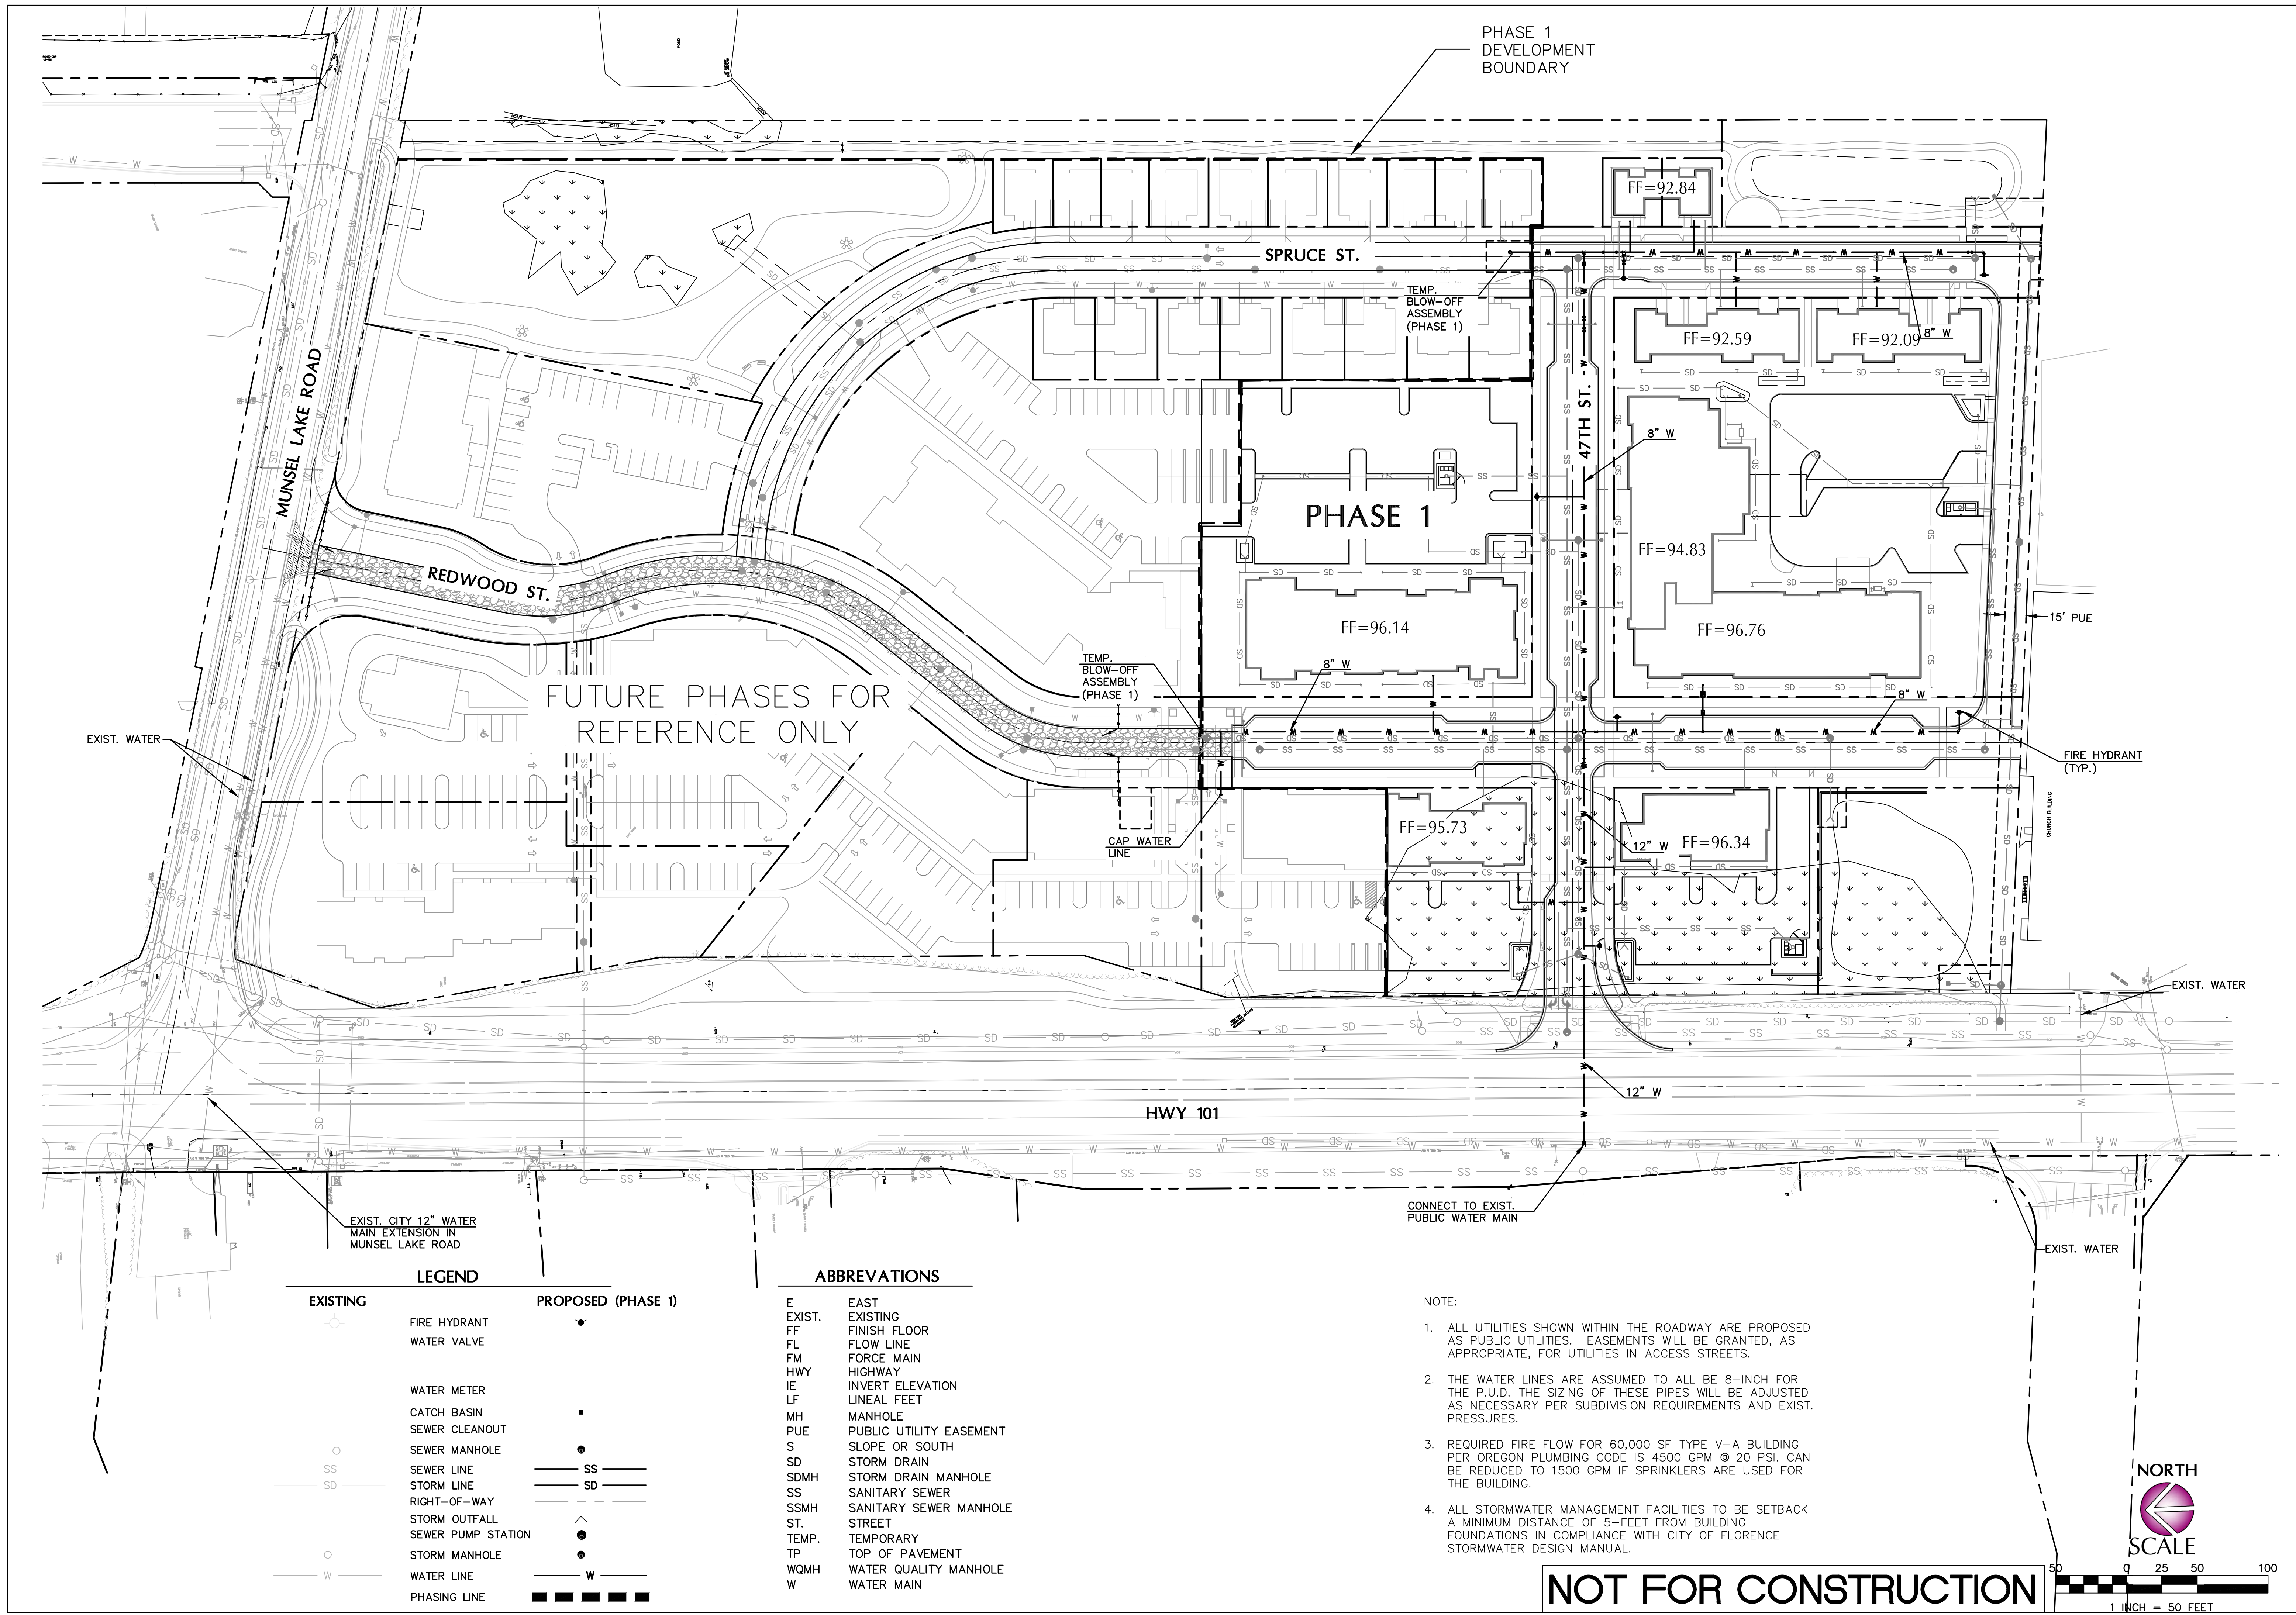 PHASE 1
DEVELOPMENT
BOUNDARY
POND
FF=92.84
SPRUCE ST.
TEMP.
BLOW-OFF
ASSEMBLY
(PHASE 1)
FF=92.59
FF=92.09
8" W
MUNSEL LAKE ROAD
47TH ST.
8" W
PHASE 1
FF=94.83
REDWOOD ST.
FF=96.14
FF=96.76
15' PUE
TEMP.
BLOW-OFF
ASSEMBLY
(PHASE 1)
8" W
8" W
FUTURE PHASES FOR
REFERENCE ONLY
EXIST. WATER
FIRE HYDRANT
(TYP.)
CHURCH BUILDING
CAP WATER
LINE
FF=95.73
12" W
FF=96.34
EXIST. WATER
12" W
HWY 101
CONNECT TO EXIST.
PUBLIC WATER MAIN
EXIST. CITY 12" WATER
MAIN EXTENSION IN
MUNSEL LAKE ROAD
EXIST. WATER
LEGEND
EXISTING
PROPOSED (PHASE 1)
FIRE HYDRANT
WATER VALVE
WATER METER
CATCH BASIN
SEWER CLEANOUT
SEWER MANHOLE
SS SEWER LINE SS
SD STORM LINE SD
RIGHT-OF-WAY
STORM OUTFALL
SEWER PUMP STATION
STORM MANHOLE
W WATER LINE W
PHASING LINE
ABBREVATIONS
E EAST
EXIST. EXISTING
FF FINISH FLOOR
FL FLOW LINE
FM FORCE MAIN
HWY HIGHWAY
IE INVERT ELEVATION
LF LINEAL FEET
MH MANHOLE
PUE PUBLIC UTILITY EASEMENT
S SLOPE OR SOUTH
SD STORM DRAIN
SDMH STORM DRAIN MANHOLE
SS SANITARY SEWER
SSMH SANITARY SEWER MANHOLE
ST. STREET
TEMP. TEMPORARY
TP TOP OF PAVEMENT
WQMH WATER QUALITY MANHOLE
W WATER MAIN
NOTE:
1. ALL UTILITIES SHOWN WITHIN THE ROADWAY ARE PROPOSED
AS PUBLIC UTILITIES. EASEMENTS WILL BE GRANTED, AS
APPROPRIATE, FOR UTILITIES IN ACCESS STREETS.
2. THE WATER LINES ARE ASSUMED TO ALL BE 8-INCH FOR
THE P.U.D. THE SIZING OF THESE PIPES WILL BE ADJUSTED
AS NECESSARY PER SUBDIVISION REQUIREMENTS AND EXIST.
PRESSURES.
3. REQUIRED FIRE FLOW FOR 60,000 SF TYPE V-A BUILDING
PER OREGON PLUMBING CODE IS 4500 GPM @ 20 PSI. CAN
BE REDUCED TO 1500 GPM IF SPRINKLERS ARE USED FOR
THE BUILDING.
4. ALL STORMWATER MANAGEMENT FACILITIES TO BE SETBACK
A MINIMUM DISTANCE OF 5-FEET FROM BUILDING
FOUNDATIONS IN COMPLIANCE WITH CITY OF FLORENCE
STORMWATER DESIGN MANUAL.
NORTH
SCALE
50 0 25 50 100
1 INCH = 50 FEET
NOT FOR CONSTRUCTION